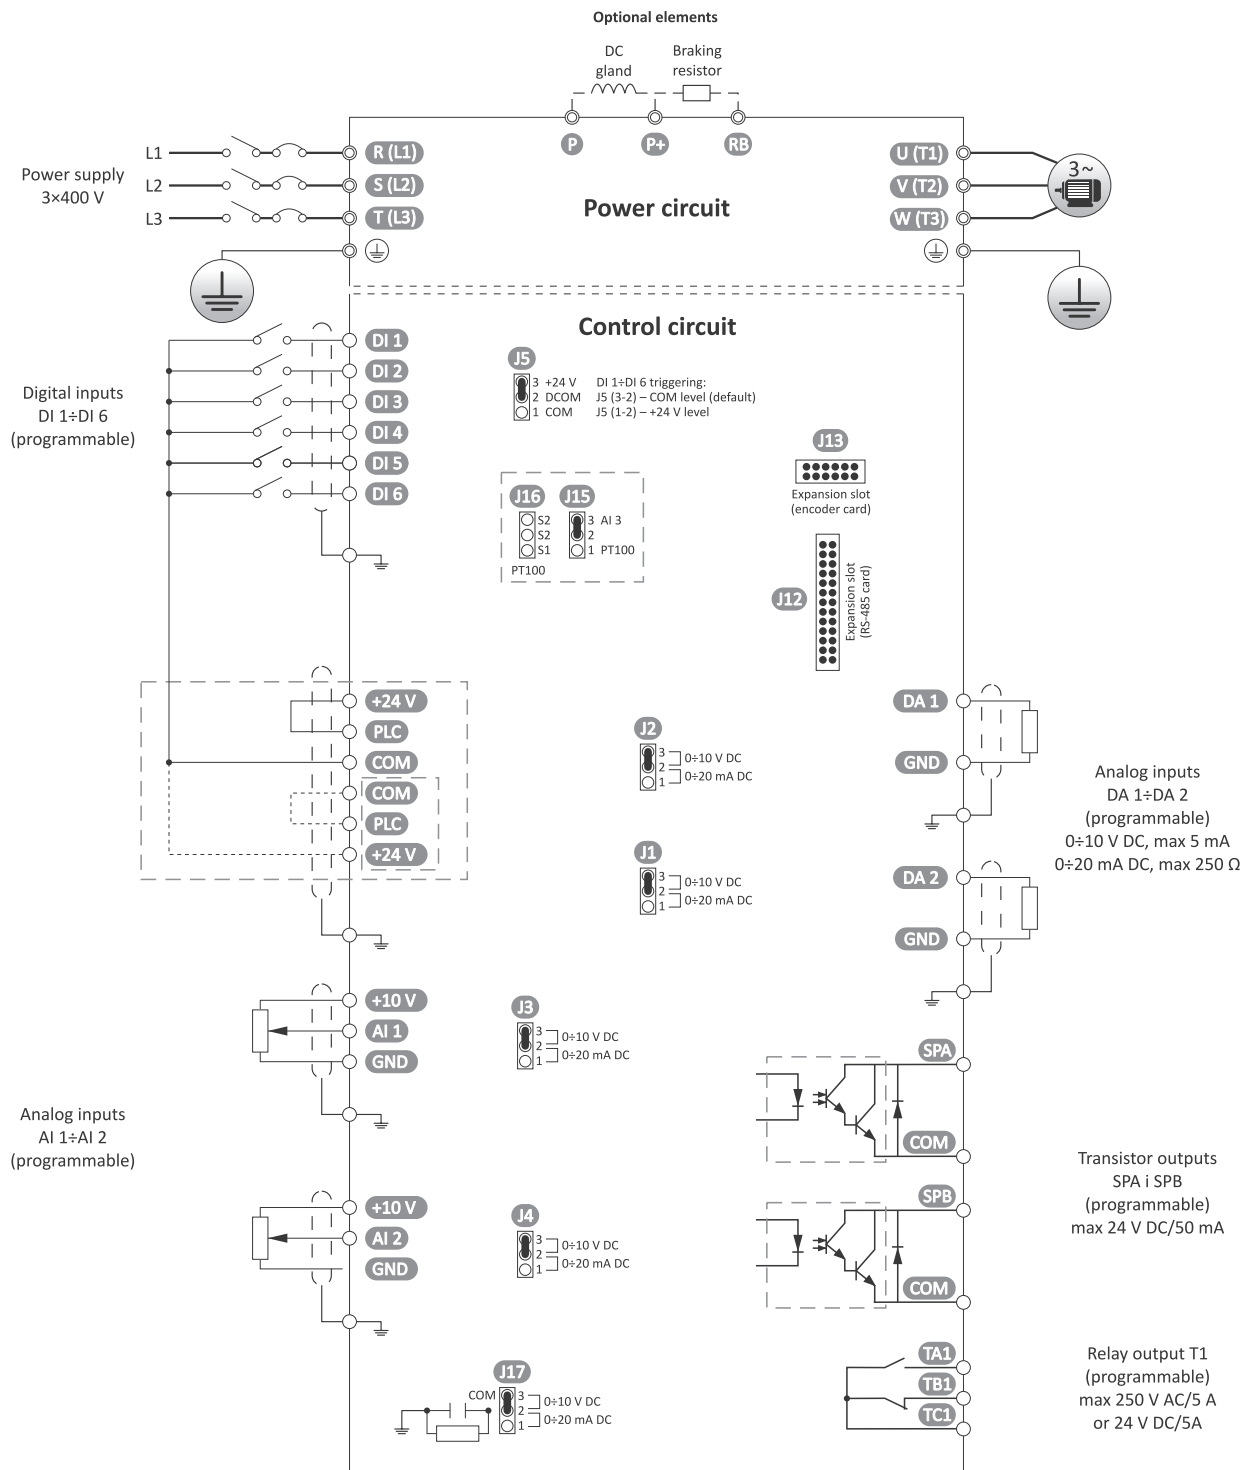 Optional elements
DC
gland
Braking
resistor
P
P+
RB
Power supply
3×400 V
L1
L2
L3
R (L1)
S (L2)
T (L3)
Power circuit
U (T1)
V (T2)
W (T3)
3~
Control circuit
Digital inputs
DI 1÷DI 6
(programmable)
DI 1
DI 2
DI 3
DI 4
DI 5
DI 6
J5
3 +24 V
2 DCOM
1 COM
DI 1÷DI 6 triggering:
J5 (3-2) – COM level (default)
J5 (1-2) – +24 V level
J13
Expansion slot
(encoder card)
J16
S2
S2
S1
PT100
J15
3 AI 3
2
1 PT100
J12
Expansion slot
(RS-485 card)
+24 V
PLC
COM
COM
PLC
+24 V
J2
3
2
1
0÷10 V DC
0÷20 mA DC
J1
3
2
1
0÷10 V DC
0÷20 mA DC
DA 1
GND
DA 2
GND
Analog inputs
DA 1÷DA 2
(programmable)
0÷10 V DC, max 5 mA
0÷20 mA DC, max 250 Ω
Analog inputs
AI 1÷AI 2
(programmable)
+10 V
AI 1
GND
J3
3
2
1
0÷10 V DC
0÷20 mA DC
+10 V
AI 2
GND
J4
3
2
1
0÷10 V DC
0÷20 mA DC
SPA
COM
SPB
COM
Transistor outputs
SPA i SPB
(programmable)
max 24 V DC/50 mA
J17
COM
3
2
1
0÷10 V DC
0÷20 mA DC
TA1
TB1
TC1
Relay output T1
(programmable)
max 250 V AC/5 A
or 24 V DC/5A